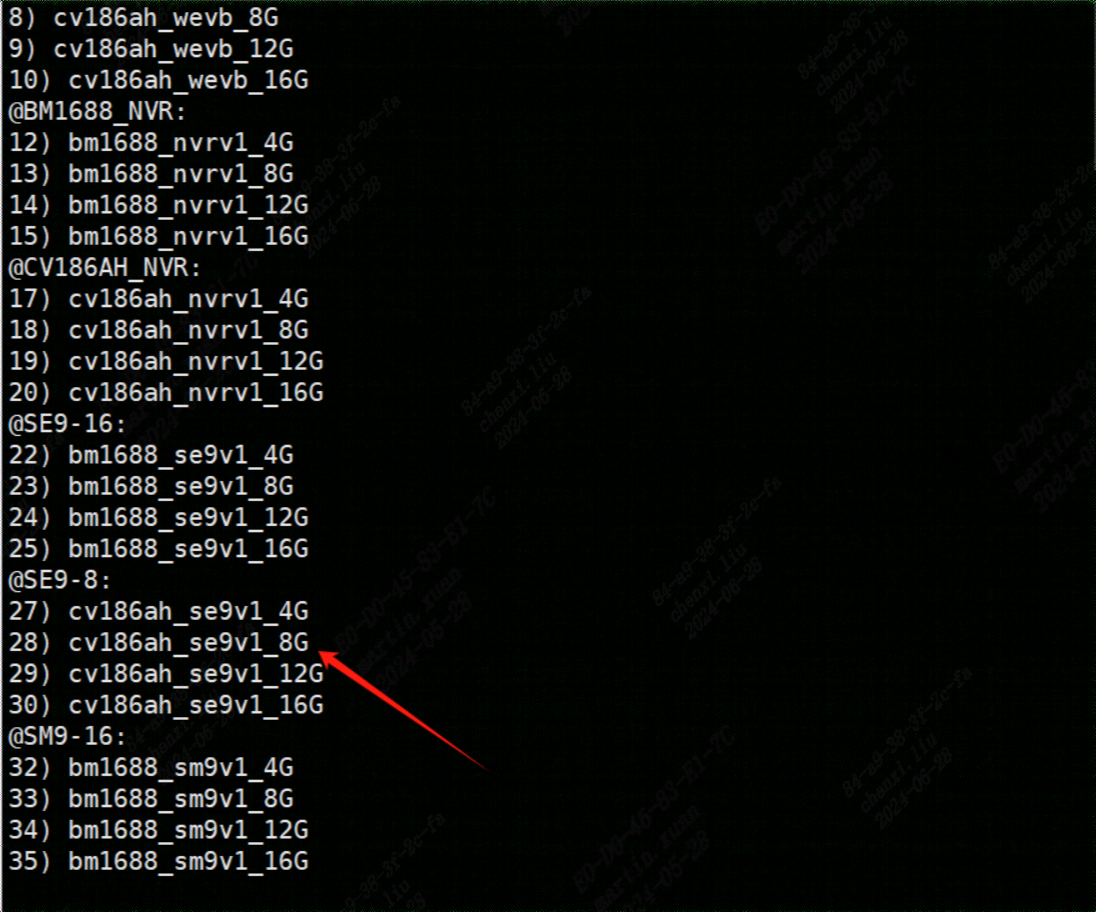 8) cv186ah_wevb_8G
9) cv186ah_wevb_12G
10) cv186ah_wevb_16G
@BM1688_NVR:
12) bm1688_nvrv1_4G
13) bm1688_nvrv1_8G
14) bm1688_nvrv1_12G
15) bm1688_nvrv1_16G
@CV186AH_NVR:
17) cv186ah_nvrv1_4G
18) cv186ah_nvrv1_8G
19) cv186ah_nvrv1_12G
20) cv186ah_nvrv1_16G
@SE9-16:
22) bm1688_se9v1_4G
23) bm1688_se9v1_8G
24) bm1688_se9v1_12G
25) bm1688_se9v1_16G
@SE9-8:
27) cv186ah_se9v1_4G
28) cv186ah_se9v1_8G
29) cv186ah_se9v1_12G
30) cv186ah_se9v1_16G
@SM9-16:
32) bm1688_sm9v1_4G
33) bm1688_sm9v1_8G
34) bm1688_sm9v1_12G
35) bm1688_sm9v1_16G